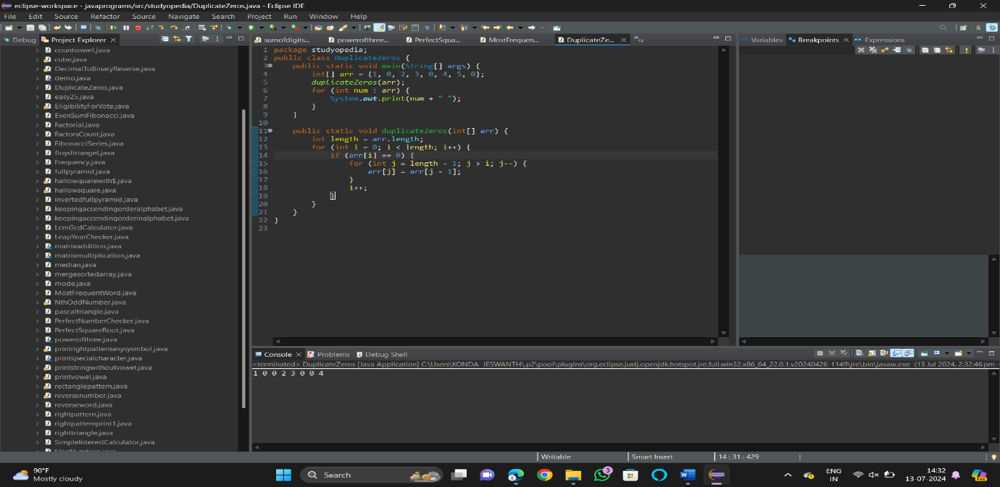 eclipse-workspace - javaprograms/src/studyopedia/DuplicateZeros.java - Eclipse IDE
File Edit Source Refactor Source Navigate Search Project Run Window Help
Debug Project Explorer
countvowel.java
cube.java
DecimalToBinaryReverse.java
demo.java
DuplicateZeros.java
easy25.java
EligibilityForVote.java
EvenSumFibonacci.java
Factorial.java
FactorsCount.java
FibonacciSeries.java
floydtriangel.java
Frequency.java
fullpyramid.java
hallowquarewith$.java
hallowsquare.java
invertedfullpyramid.java
keepingaccendingorderalphabet.java
keepingaccendingorderinalphabet.java
LcmGcdCalculator.java
LeapYearChecker.java
matrixaddition.java
matrixmultiplication.java
median.java
mergesortedarray.java
mode.java
MostFrequentWord.java
NthOddNumber.java
pascaltriangle.java
PerfectNumberChecker.java
PerfectSquareRoot.java
powerofthree.java
printrightpatternanysysmbol.java
printspecialcharacter.java
printstringwithoutvowel.java
printvowel.java
rectanglepattern.java
reversenumber.java
reverseword.java
rightpattern.java
rightpatternprint1.java
righttriangle.java
SimpleInterestCalculator.java
SkipNumbers.java
sumofdigits... powerofthree... PerfectSqua... MostFrequen... DuplicateZe...
1 package studyopedia;
2 public class DuplicateZeros {
3 public static void main(String[] args) {
4 int[] arr = {1, 0, 2, 3, 0, 4, 5, 0};
5 duplicateZeros(arr);
6 for (int num : arr) {
7 System.out.print(num + " ");
8 }
9 }
10
11 public static void duplicateZeros(int[] arr) {
12 int length = arr.length;
13 for (int i = 0; i < length; i++) {
14 if (arr[i] == 0) {
15 for (int j = length - 1; j > i; j--) {
16 arr[j] = arr[j - 1];
17 }
18 i++;
19 }
20 }
21 }
22 }
23
Variables Breakpoints Expressions
Console Problems Debug Shell
<terminated> DuplicateZeros [Java Application] C:\Users\KONDA JESWANTH\.p2\pool\plugins\org.eclipse.justj.openjdk.hotspot.jre.full.win32.x86_64_22.0.1.v20240426-1149\jre\bin\javaw.exe (13 Jul 2024, 2:32:46 pm
1 0 0 2 3 0 0 4
Writable Smart Insert 14 : 31 : 429
90°F
Mostly cloudy
Search
3
ENG
IN
14:32
13-07-2024